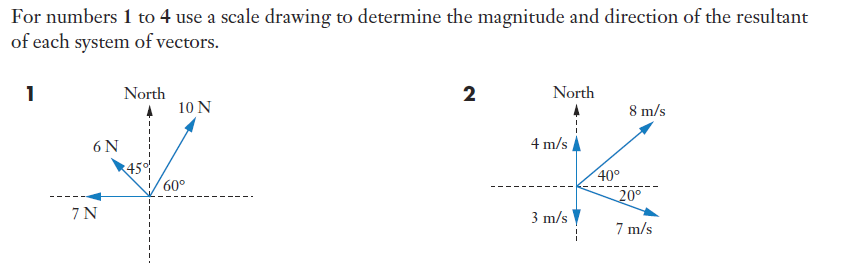 For numbers 1 to 4 use a scale drawing to determine the magnitude and direction of the resultant
of each system of vectors.
1
North
10 N
6 N
45°
60°
7 N
2
North
8 m/s
4 m/s
40°
20°
3 m/s
7 m/s